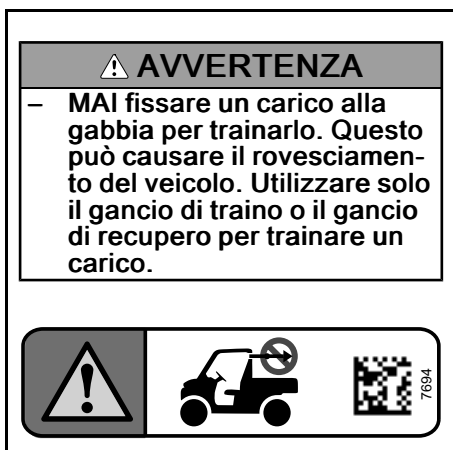 AVVERTENZA
– MAI fissare un carico alla
gabbia per trainarlo. Questo
può causare il rovesciamen-
to del veicolo. Utilizzare solo
il gancio di traino o il gancio
di recupero per trainare un
carico.
7694